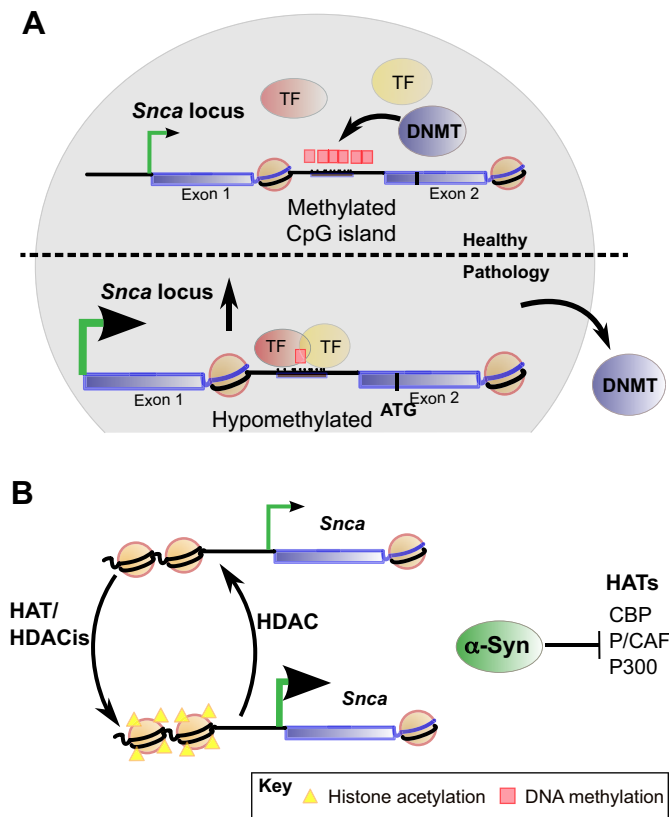 A
TF
TF
Snca locus
DNMT
Exon 1
Exon 2
Methylated
CpG island
Healthy
Pathology
Snca locus
TF
TF
DNMT
Exon 1
ATG
Exon 2
Hypomethylated
B
Snca
HAT/
HDACis
HDAC
α-Syn
HATs
CBP
P/CAF
P300
Snca
Key
Histone acetylation
DNA methylation